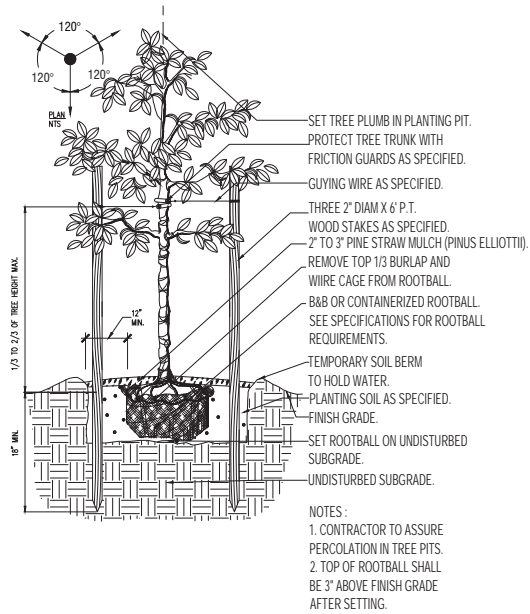 120°
120°
120°
PLAN
NTS
SET TREE PLUMB IN PLANTING PIT.
PROTECT TREE TRUNK WITH
FRICTION GUARDS AS SPECIFIED.
GUYING WIRE AS SPECIFIED.
THREE 2" DIAM X 6' P.T.
WOOD STAKES AS SPECIFIED.
2" TO 3" PINE STRAW MULCH (PINUS ELLIOTTII).
REMOVE TOP 1/3 BURLAP AND
WIIRE CAGE FROM ROOTBALL.
B&B OR CONTAINERIZED ROOTBALL.
SEE SPECIFICATIONS FOR ROOTBALL
REQUIREMENTS.
TEMPORARY SOIL BERM
TO HOLD WATER.
PLANTING SOIL AS SPECIFIED.
FINISH GRADE.
SET ROOTBALL ON UNDISTURBED
SUBGRADE.
UNDISTURBED SUBGRADE.
1/3 TO 2/3 OF TREE HEIGHT MAX.
12"
MIN.
18" MIN.
NOTES :
1. CONTRACTOR TO ASSURE
PERCOLATION IN TREE PITS.
2. TOP OF ROOTBALL SHALL
BE 3" ABOVE FINISH GRADE
AFTER SETTING.